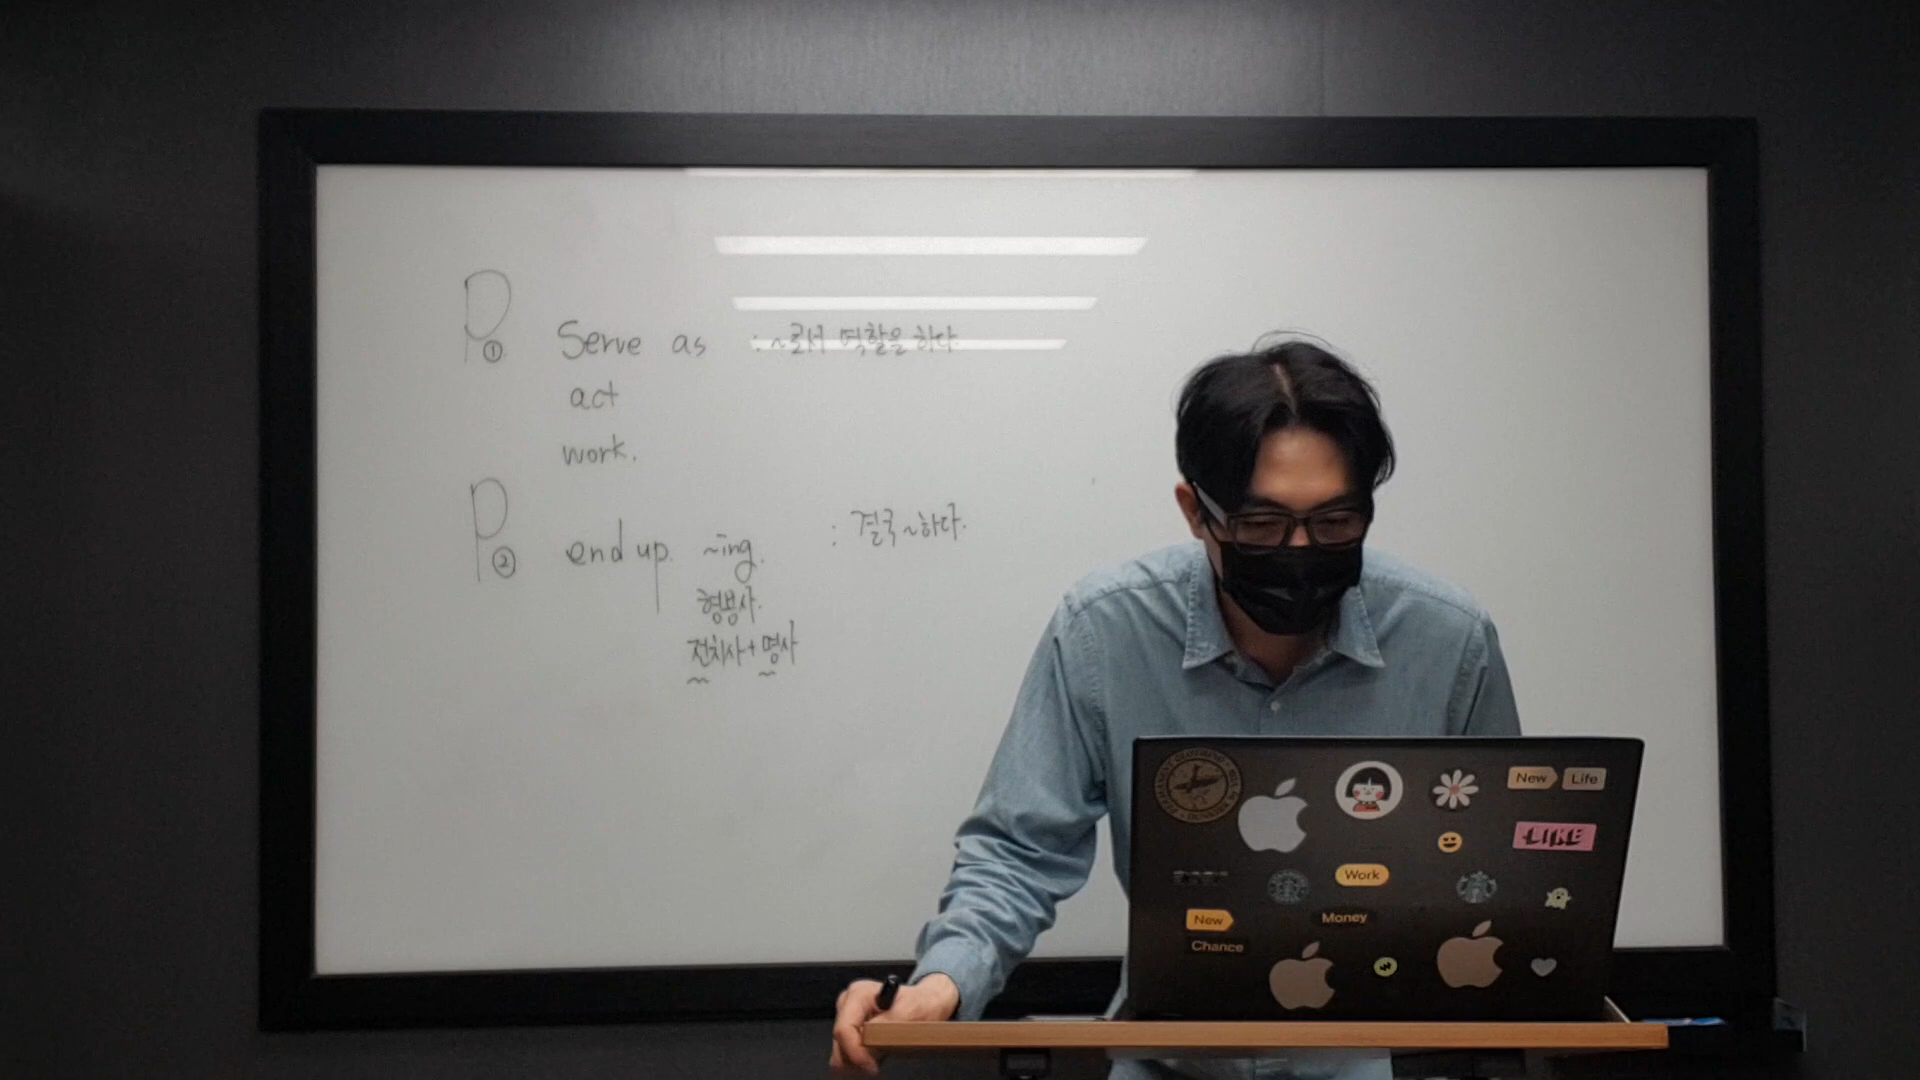 P① Serve as : ~로서 역할을 하다.
act
work.
P② end up ~ing. : 결국 ~하다.
형용사.
전치사 + 명사
New Life
LIKE
Work
New
Money
Chance